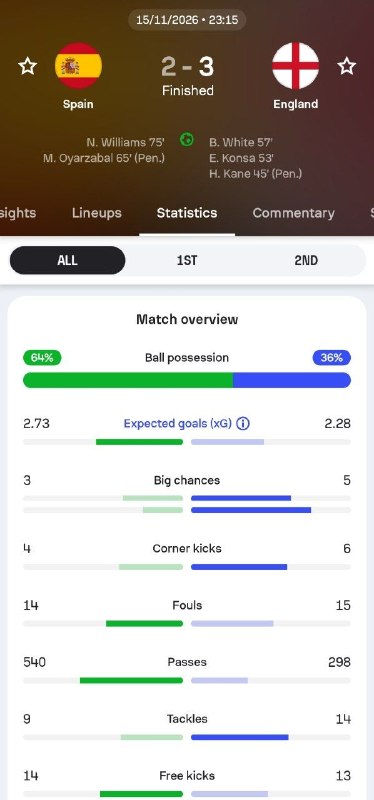 15/11/2026 • 23:15
2 - 3
Finished
Spain
England
N. Williams 75'
B. White 57'
M. Oyarzabal 65' (Pen.)
E. Konsa 53'
H. Kane 45' (Pen.)
sights Lineups Statistics Commentary S
ALL 1ST 2ND
Match overview
64% Ball possession 36%
2.73 Expected goals (xG) 2.28
3 Big chances 5
4 Corner kicks 6
14 Fouls 15
540 Passes 298
9 Tackles 14
14 Free kicks 13